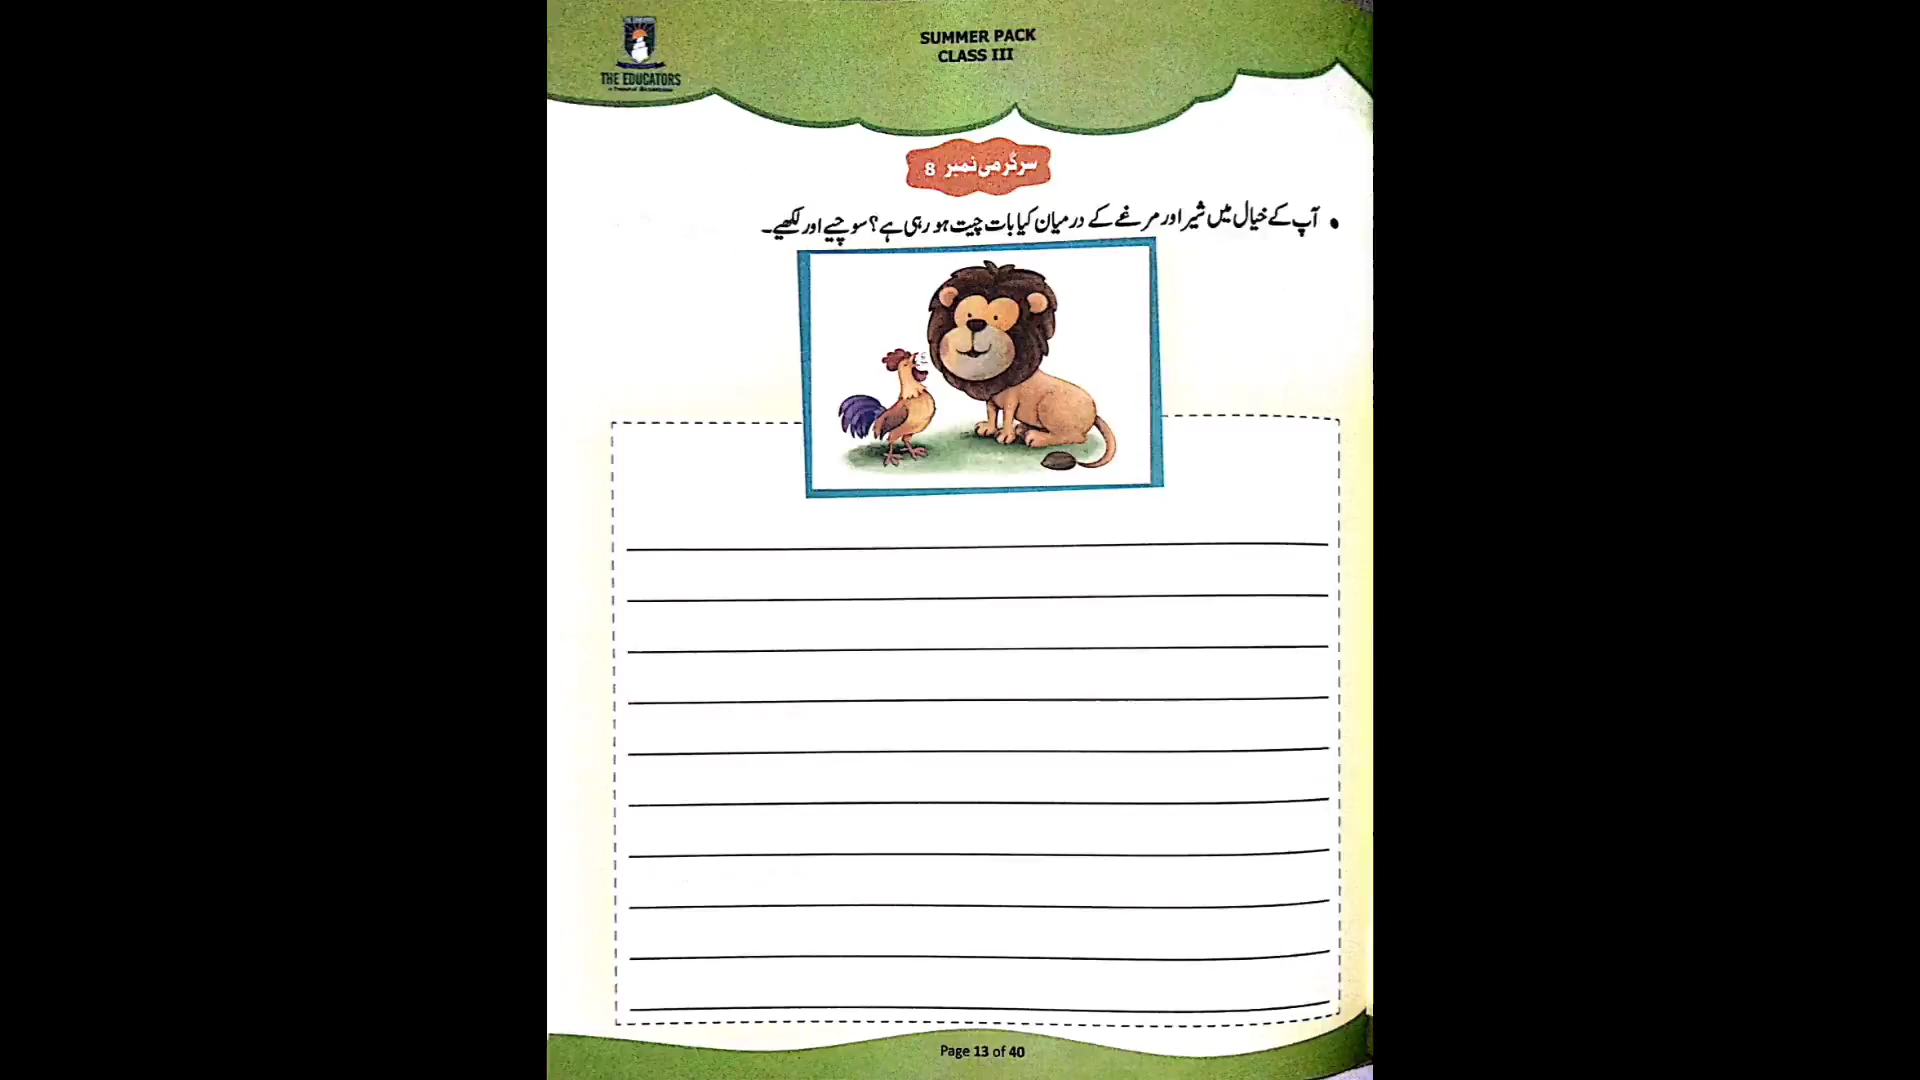 THE EDUCATORS
SUMMER PACK
CLASS III
سرگرمی نمبر 8
• آپ کے خیال میں شیر اور مرغے کے درمیان کیا بات چیت ہو رہی ہے؟ سوچیے اور لکھیے۔
Page 13 of 40